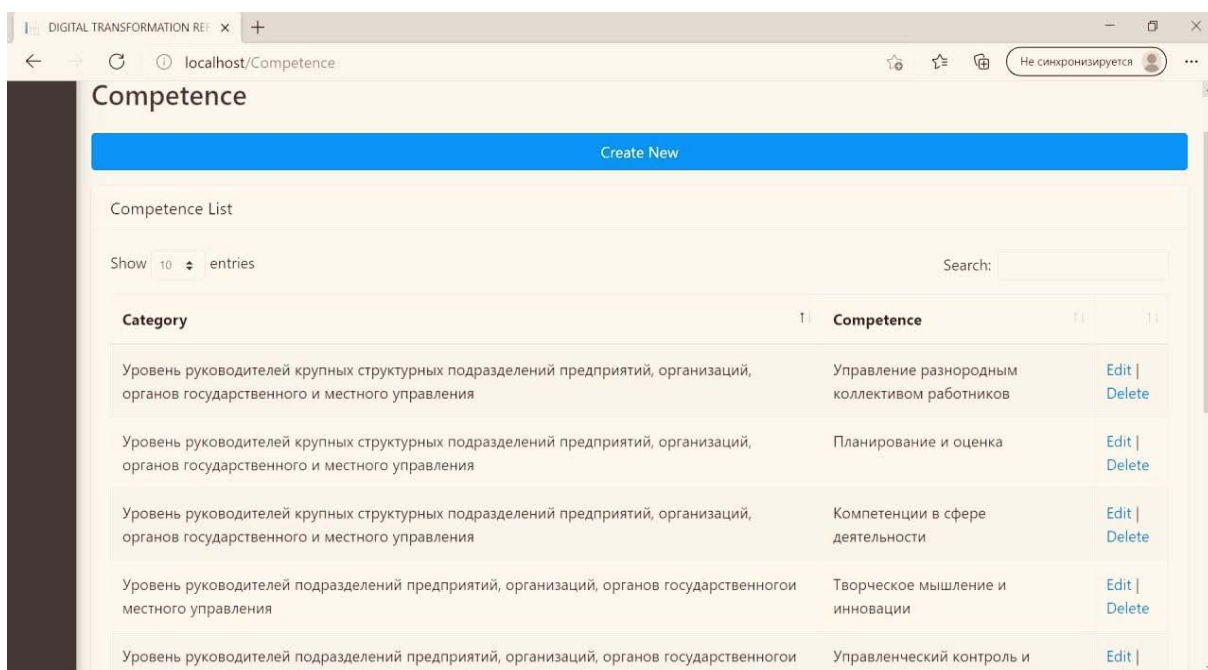 DIGITAL TRANSFORMATION REF
localhost/Competence
Не синхронизируется
Competence
Create New
Competence List
Show 10 entries
Search:
Category Competence
Уровень руководителей крупных структурных подразделений предприятий, организаций, Управление разнородным Edit |
органов государственного и местного управления коллективом работников Delete
Уровень руководителей крупных структурных подразделений предприятий, организаций, Планирование и оценка Edit |
органов государственного и местного управления Delete
Уровень руководителей крупных структурных подразделений предприятий, организаций, Компетенции в сфере Edit |
органов государственного и местного управления деятельности Delete
Уровень руководителей подразделений предприятий, организаций, органов государственногои Творческое мышление и Edit |
местного управления инновации Delete
Уровень руководителей подразделений предприятий, организаций, органов государственногои Управленческий контроль и Edit |